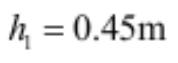 h₁ = 0.45m